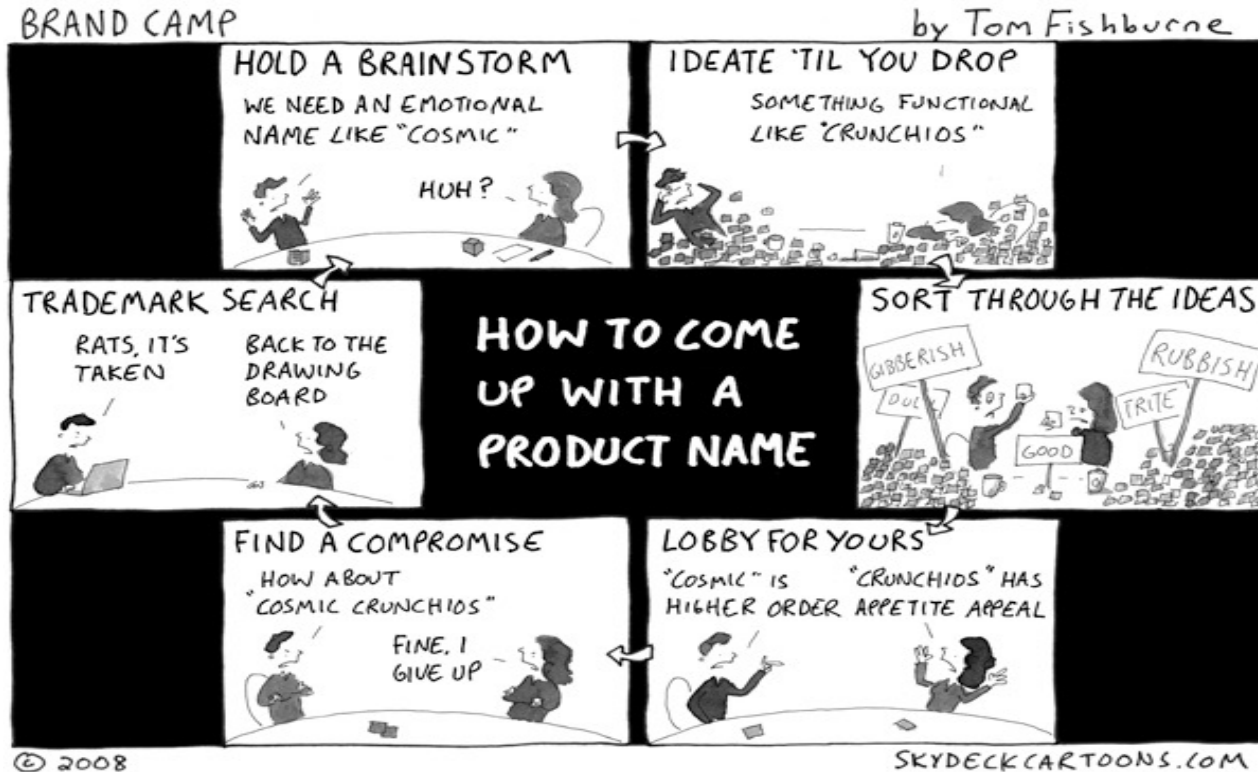 BRAND CAMP
by Tom Fishburne
HOLD A BRAINSTORM
WE NEED AN EMOTIONAL
NAME LIKE "COSMIC"
HUH?
IDEATE 'TIL YOU DROP
SOMETHING FUNCTIONAL
LIKE "CRUNCHIOS"
SORT THROUGH THE IDEAS
GIBBERISH
DULL
GOOD
TRITE
RUBBISH
LOBBY FOR YOURS
"COSMIC" IS
HIGHER ORDER
"CRUNCHIOS" HAS
APPETITE APPEAL
FIND A COMPROMISE
HOW ABOUT
"COSMIC CRUNCHIOS"
FINE, I
GIVE UP
TRADEMARK SEARCH
RATS, IT'S
TAKEN
BACK TO THE
DRAWING
BOARD
HOW TO COME
UP WITH A
PRODUCT NAME
© 2008
SKYDECKCARTOONS.COM